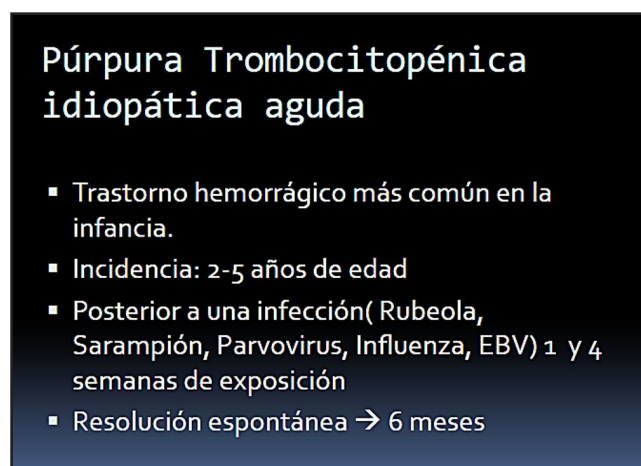 Púrpura Trombocitopénica
idiopática aguda
▪ Trastorno hemorrágico más común en la
infancia.
▪ Incidencia: 2-5 años de edad
▪ Posterior a una infección( Rubeola,
Sarampión, Parvovirus, Influenza, EBV) 1 y 4
semanas de exposición
▪ Resolución espontánea → 6 meses